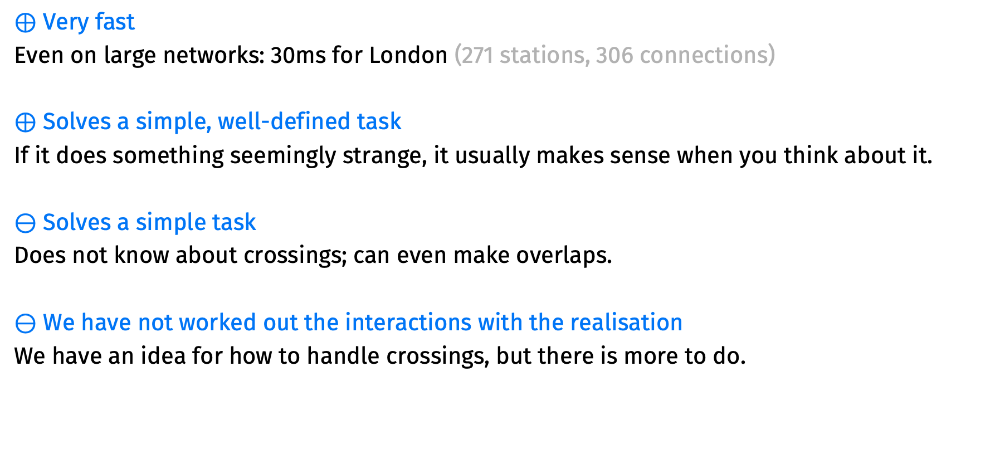 ⊕ Very fast
Even on large networks: 30ms for London (271 stations, 306 connections)
⊕ Solves a simple, well-defined task
If it does something seemingly strange, it usually makes sense when you think about it.
⊖ Solves a simple task
Does not know about crossings; can even make overlaps.
⊖ We have not worked out the interactions with the realisation
We have an idea for how to handle crossings, but there is more to do.